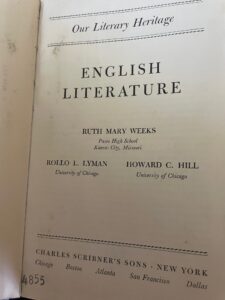 Our Literary Heritage
ENGLISH
LITERATURE
RUTH MARY WEEKS
Paseo High School
Kansas City, Missouri
ROLLO L. LYMAN HOWARD C. HILL
University of Chicago University of Chicago
CHARLES SCRIBNER'S SONS · NEW YORK
Chicago Boston Atlanta San Francisco Dallas
4855